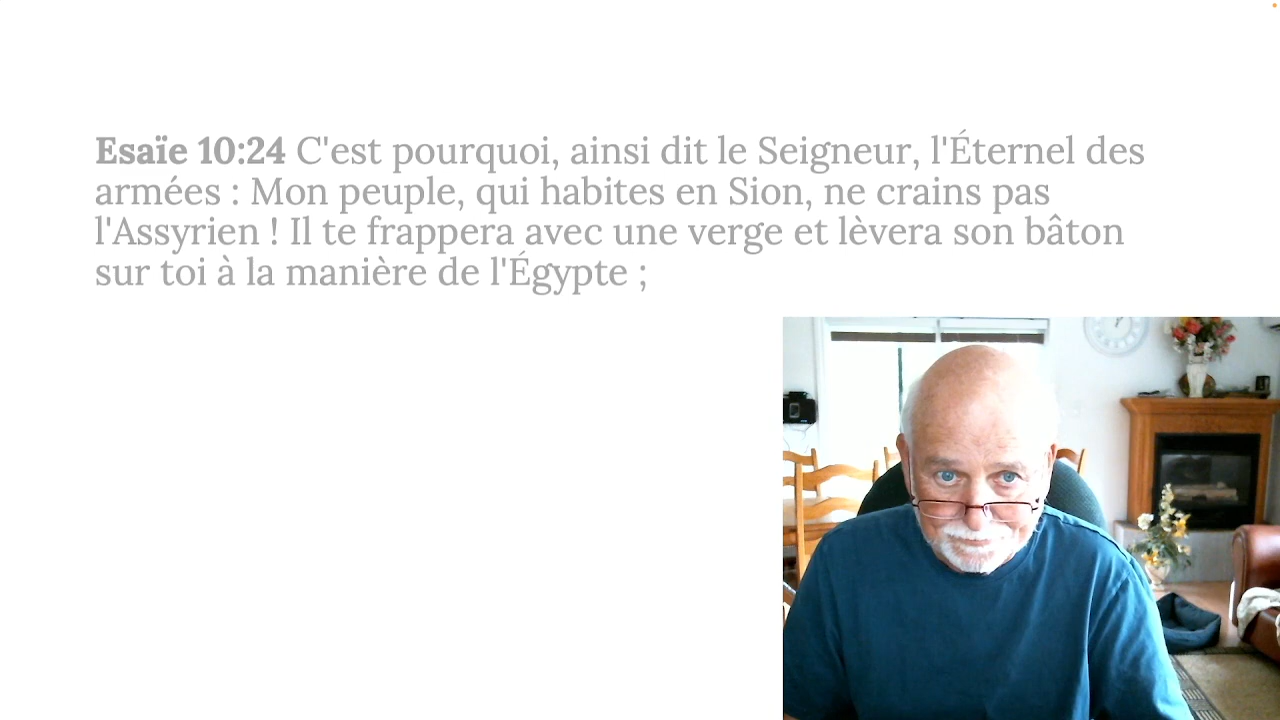 Esaïe 10:24 C'est pourquoi, ainsi dit le Seigneur, l'Éternel des
armées : Mon peuple, qui habites en Sion, ne crains pas
l'Assyrien ! Il te frappera avec une verge et lèvera son bâton
sur toi à la manière de l'Égypte ;